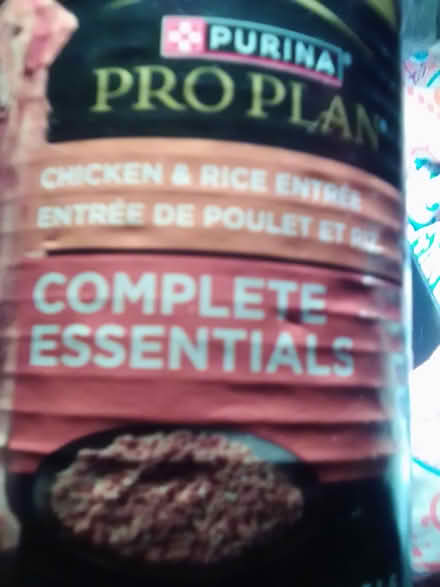 PURINA
PRO PLAN
CHICKEN & RICE ENTRÉE
ENTRÉE DE POULET ET
COMPLETE
ESSENTIALS